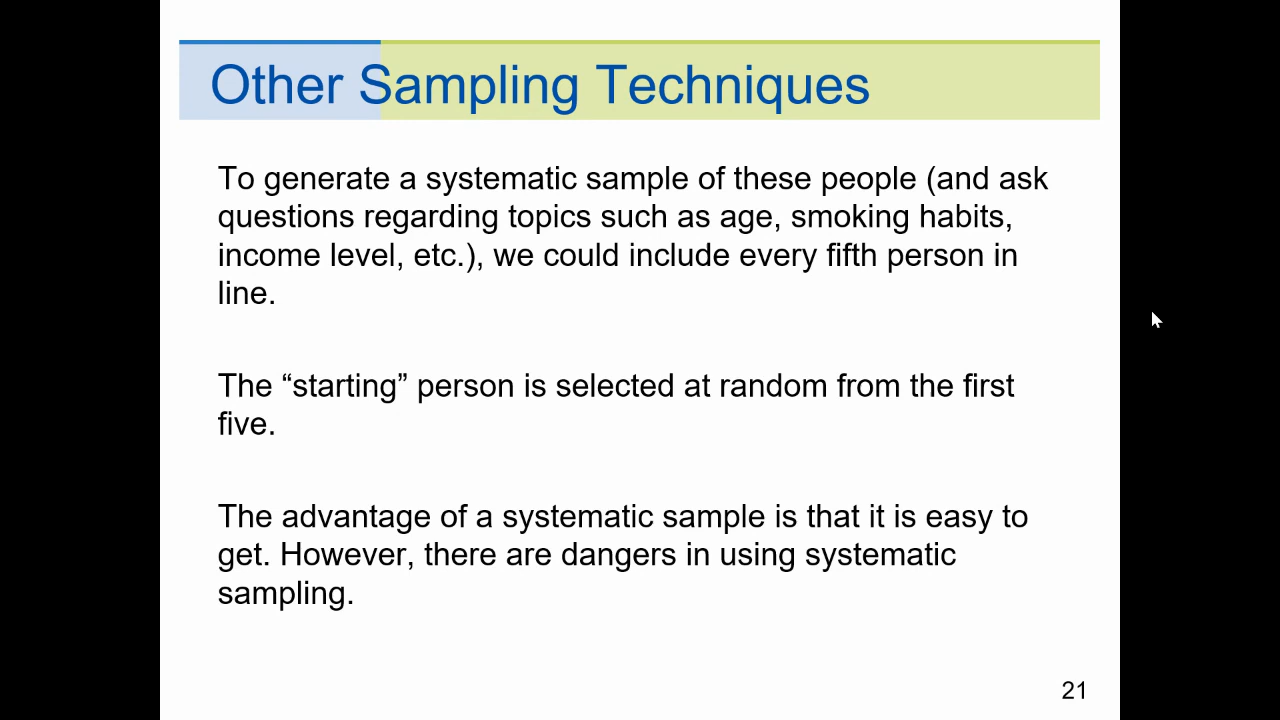 Other Sampling Techniques
To generate a systematic sample of these people (and ask
questions regarding topics such as age, smoking habits,
income level, etc.), we could include every fifth person in
line.
The “starting” person is selected at random from the first
five.
The advantage of a systematic sample is that it is easy to
get. However, there are dangers in using systematic
sampling.
21